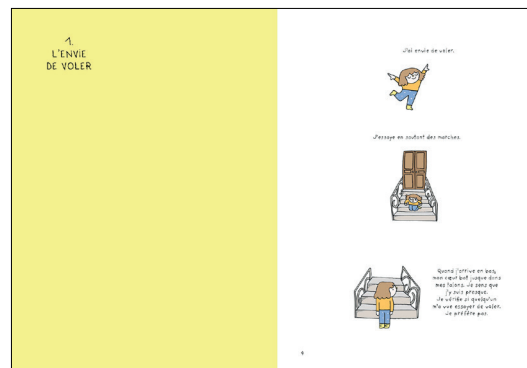 1.
L'ENVIE
DE VOLER
J'ai envie de voler.
J'essaye en sautant des marches.
Quand j'arrive en bas,
mon cœur bat jusque dans
mes talons. Je sens que
j'y suis presque.
Je vérifie si quelqu'un
m'a vue essayer de voler.
Je préfère pas.